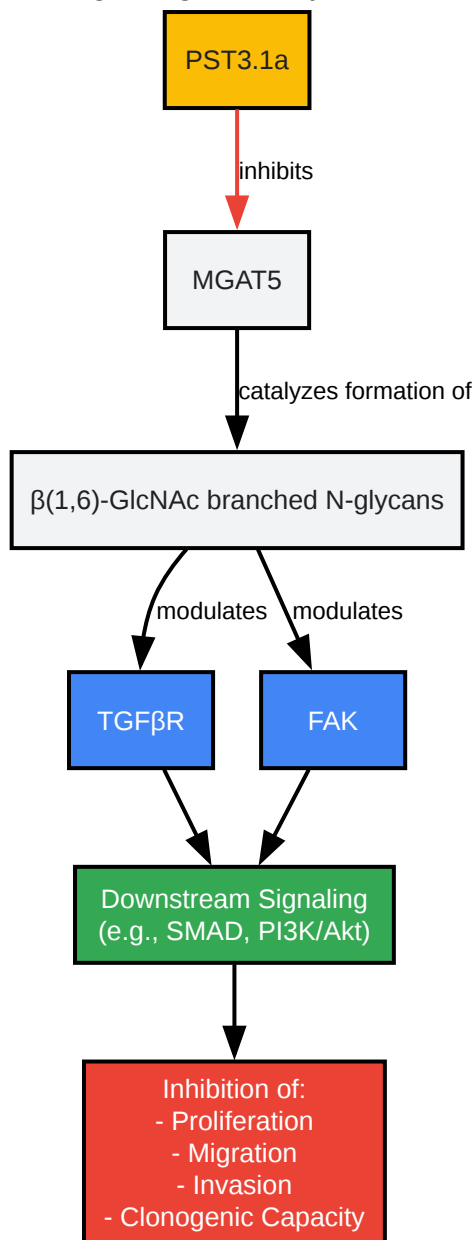 PST3.1a
inhibits
MGAT5
catalyzes formation of
β(1,6)-GlcNAc branched N-glycans
modulates
modulates
TGFβR
FAK
Downstream Signaling
(e.g., SMAD, PI3K/Akt)
Inhibition of:
- Proliferation
- Migration
- Invasion
- Clonogenic Capacity